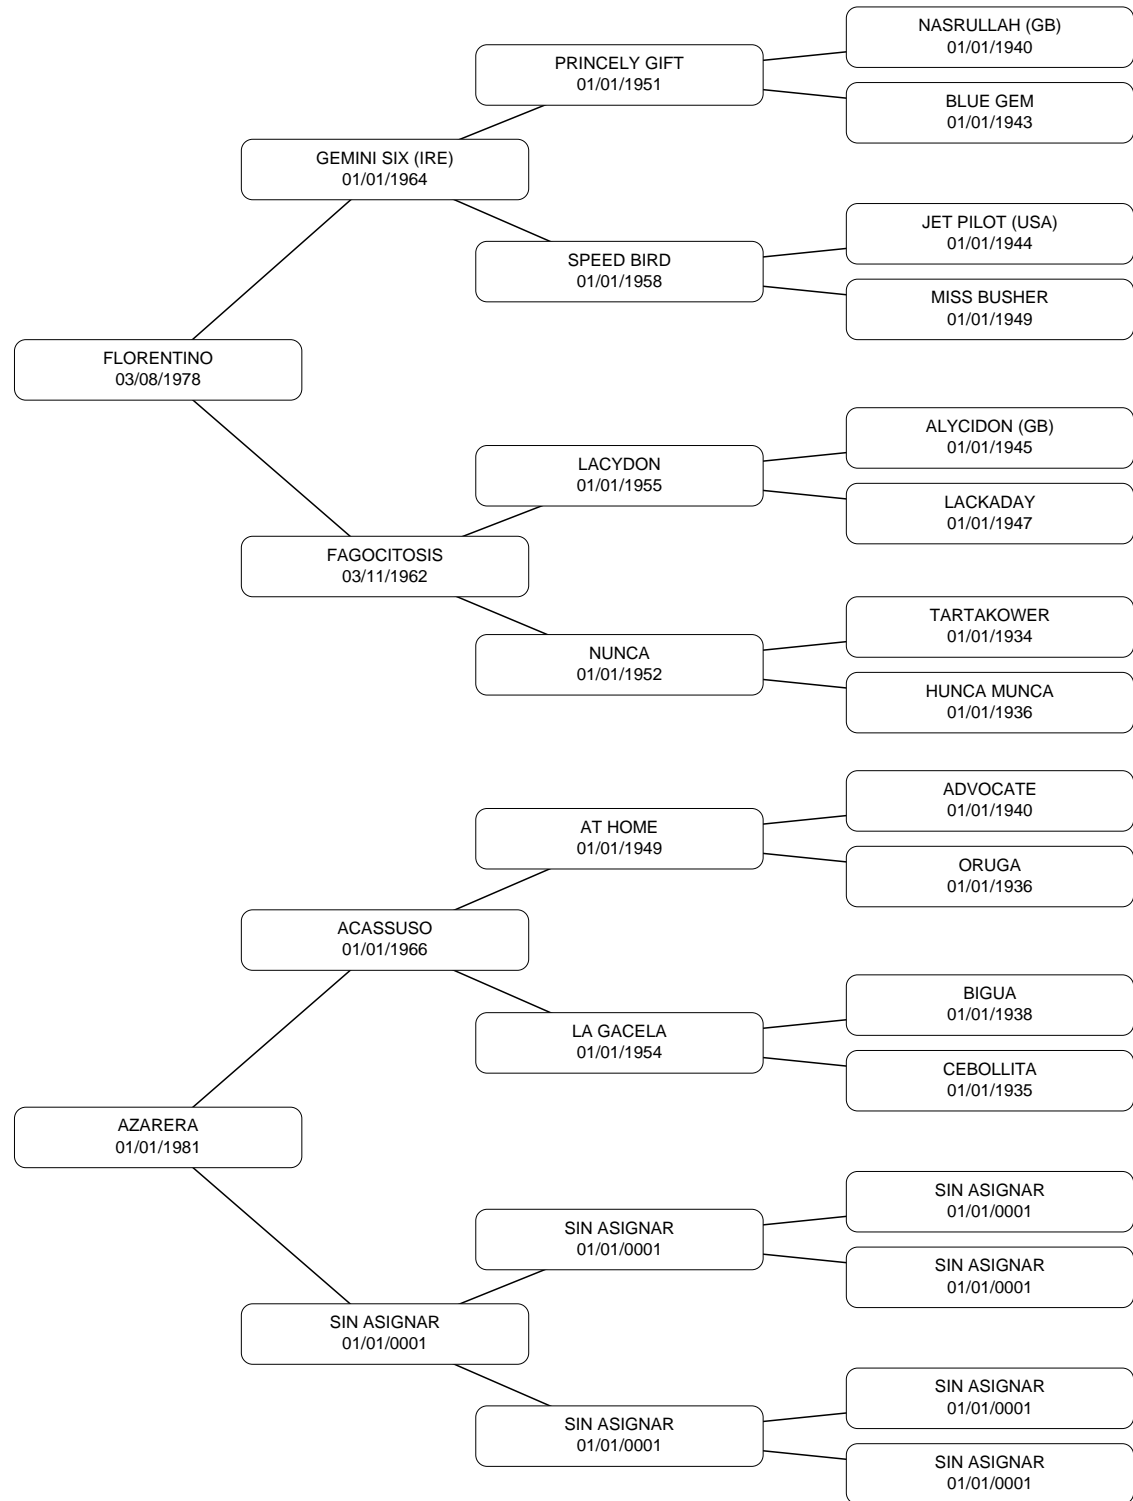 NASRULLAH (GB)
01/01/1940
PRINCELY GIFT
01/01/1951
BLUE GEM
01/01/1943
GEMINI SIX (IRE)
01/01/1964
JET PILOT (USA)
01/01/1944
SPEED BIRD
01/01/1958
MISS BUSHER
01/01/1949
FLORENTINO
03/08/1978
ALYCIDON (GB)
01/01/1945
LACYDON
01/01/1955
LACKADAY
01/01/1947
FAGOCITOSIS
03/11/1962
TARTAKOWER
01/01/1934
NUNCA
01/01/1952
HUNCA MUNCA
01/01/1936
ADVOCATE
01/01/1940
AT HOME
01/01/1949
ORUGA
01/01/1936
ACASSUSO
01/01/1966
BIGUA
01/01/1938
LA GACELA
01/01/1954
CEBOLLITA
01/01/1935
AZARERA
01/01/1981
SIN ASIGNAR
01/01/0001
SIN ASIGNAR
01/01/0001
SIN ASIGNAR
01/01/0001
SIN ASIGNAR
01/01/0001
SIN ASIGNAR
01/01/0001
SIN ASIGNAR
01/01/0001
SIN ASIGNAR
01/01/0001